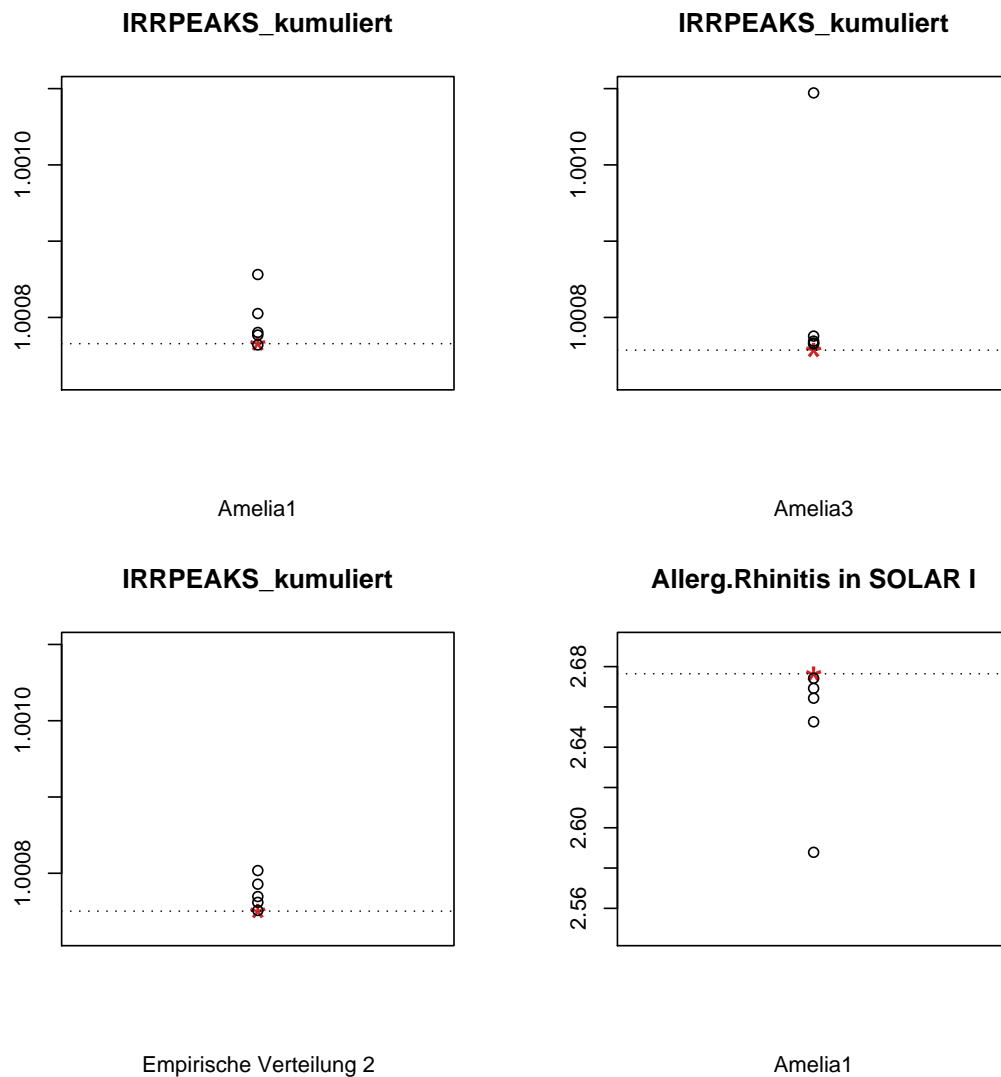 IRRPEAKS_kumuliert
1.0010
1.0008
Amelia1
IRRPEAKS_kumuliert
1.0010
1.0008
Amelia3
IRRPEAKS_kumuliert
1.0010
1.0008
Empirische Verteilung 2
Allerg.Rhinitis in SOLAR I
2.68
2.64
2.60
2.56
Amelia1